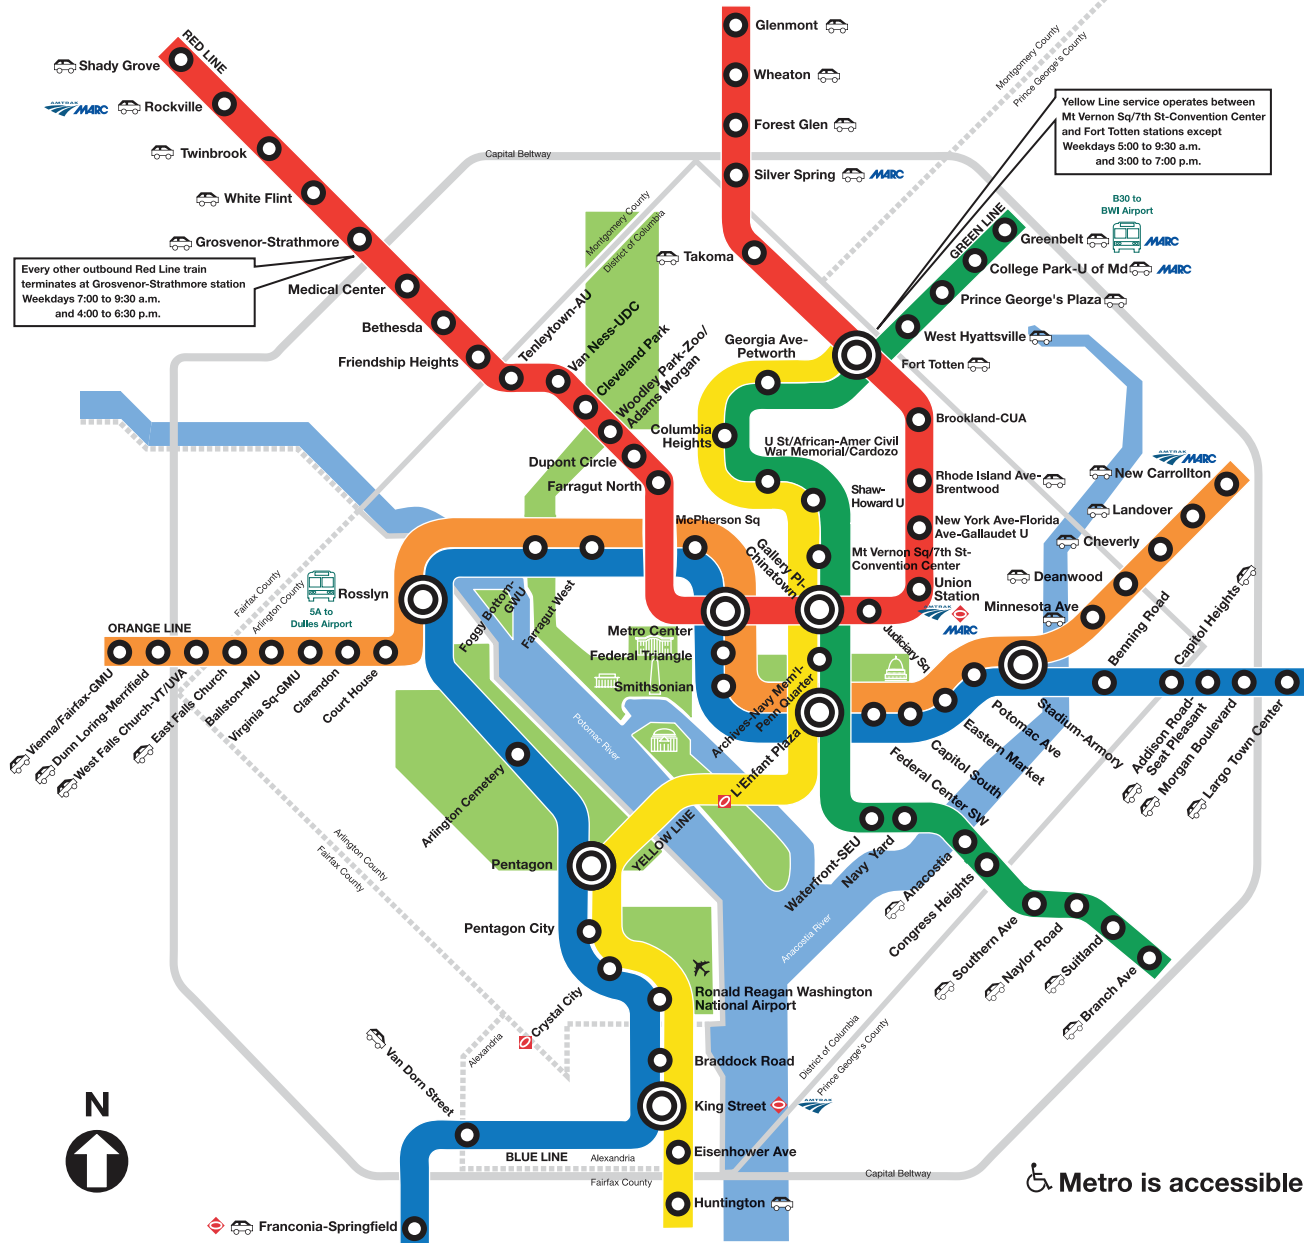 RED LINE
Shady Grove
AMTRAK
MARC
Rockville
Twinbrook
White Flint
Grosvenor-Strathmore
Every other outbound Red Line train
terminates at Grosvenor-Strathmore station
Weekdays 7:00 to 9:30 a.m.
and 4:00 to 6:30 p.m.
Medical Center
Bethesda
Friendship Heights
Tenleytown-AU
Van Ness-UDC
Cleveland Park
Woodley Park-Zoo/
Adams Morgan
Dupont Circle
Farragut North
Capital Beltway
Montgomery County
District of Columbia
Glenmont
Wheaton
Forest Glen
Silver Spring
MARC
Takoma
Montgomery County
Prince George's County
Yellow Line service operates between
Mt Vernon Sq/7th St-Convention Center
and Fort Totten stations except
Weekdays 5:00 to 9:30 a.m.
and 3:00 to 7:00 p.m.
B30 to
BWI Airport
GREEN LINE
Greenbelt
MARC
College Park-U of Md
MARC
Prince George's Plaza
West Hyattsville
Fort Totten
Georgia Ave-
Petworth
Columbia
Heights
U St/African-Amer Civil
War Memorial/Cardozo
Shaw-
Howard U
Mt Vernon Sq/7th St-
Convention Center
Gallery Pl-
Chinatown
Brookland-CUA
Rhode Island Ave-
Brentwood
New York Ave-Florida
Ave-Gallaudet U
Union
Station
AMTRAK
MARC
Judiciary Sq
AMTRAK
MARC
New Carrollton
Landover
Cheverly
Deanwood
Minnesota Ave
Benning Road
Capitol Heights
McPherson Sq
Metro Center
Federal Triangle
Smithsonian
Foggy Bottom-
GWU
Farragut West
Rosslyn
5A to
Dulles Airport
Fairfax County
Arlington County
ORANGE LINE
Vienna/Fairfax-GMU
Dunn Loring-Merrifield
West Falls Church-VT/UVA
East Falls Church
Ballston-MU
Virginia Sq-GMU
Clarendon
Court House
Archives-Navy Mem'l-
Penn Quarter
L'Enfant Plaza
Potomac River
Federal Center SW
Capitol South
Eastern Market
Potomac Ave
Stadium-Armory
Addison Road-
Seat Pleasant
Morgan Boulevard
Largo Town Center
Arlington Cemetery
Pentagon
YELLOW LINE
Arlington County
Fairfax County
Waterfront-SEU
Navy Yard
Anacostia
Congress Heights
Southern Ave
Naylor Road
Suitland
Branch Ave
Anacostia River
Pentagon City
Crystal City
Ronald Reagan Washington
National Airport
Braddock Road
King Street
AMTRAK
Eisenhower Ave
Huntington
Alexandria
Van Dorn Street
BLUE LINE
Alexandria
Fairfax County
Franconia-Springfield
District of Columbia
Prince George's County
Capital Beltway
N
Metro is accessible